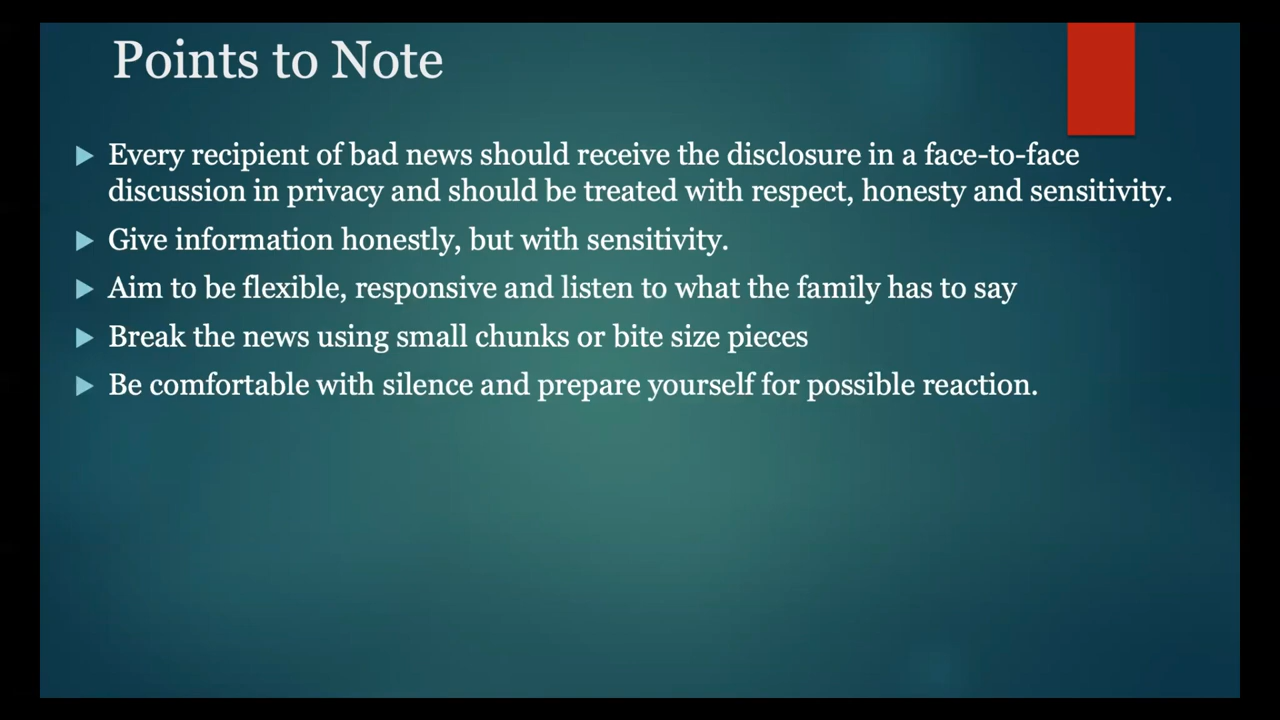 Points to Note
Every recipient of bad news should receive the disclosure in a face-to-face
discussion in privacy and should be treated with respect, honesty and sensitivity.
Give information honestly, but with sensitivity.
Aim to be flexible, responsive and listen to what the family has to say
Break the news using small chunks or bite size pieces
Be comfortable with silence and prepare yourself for possible reaction.